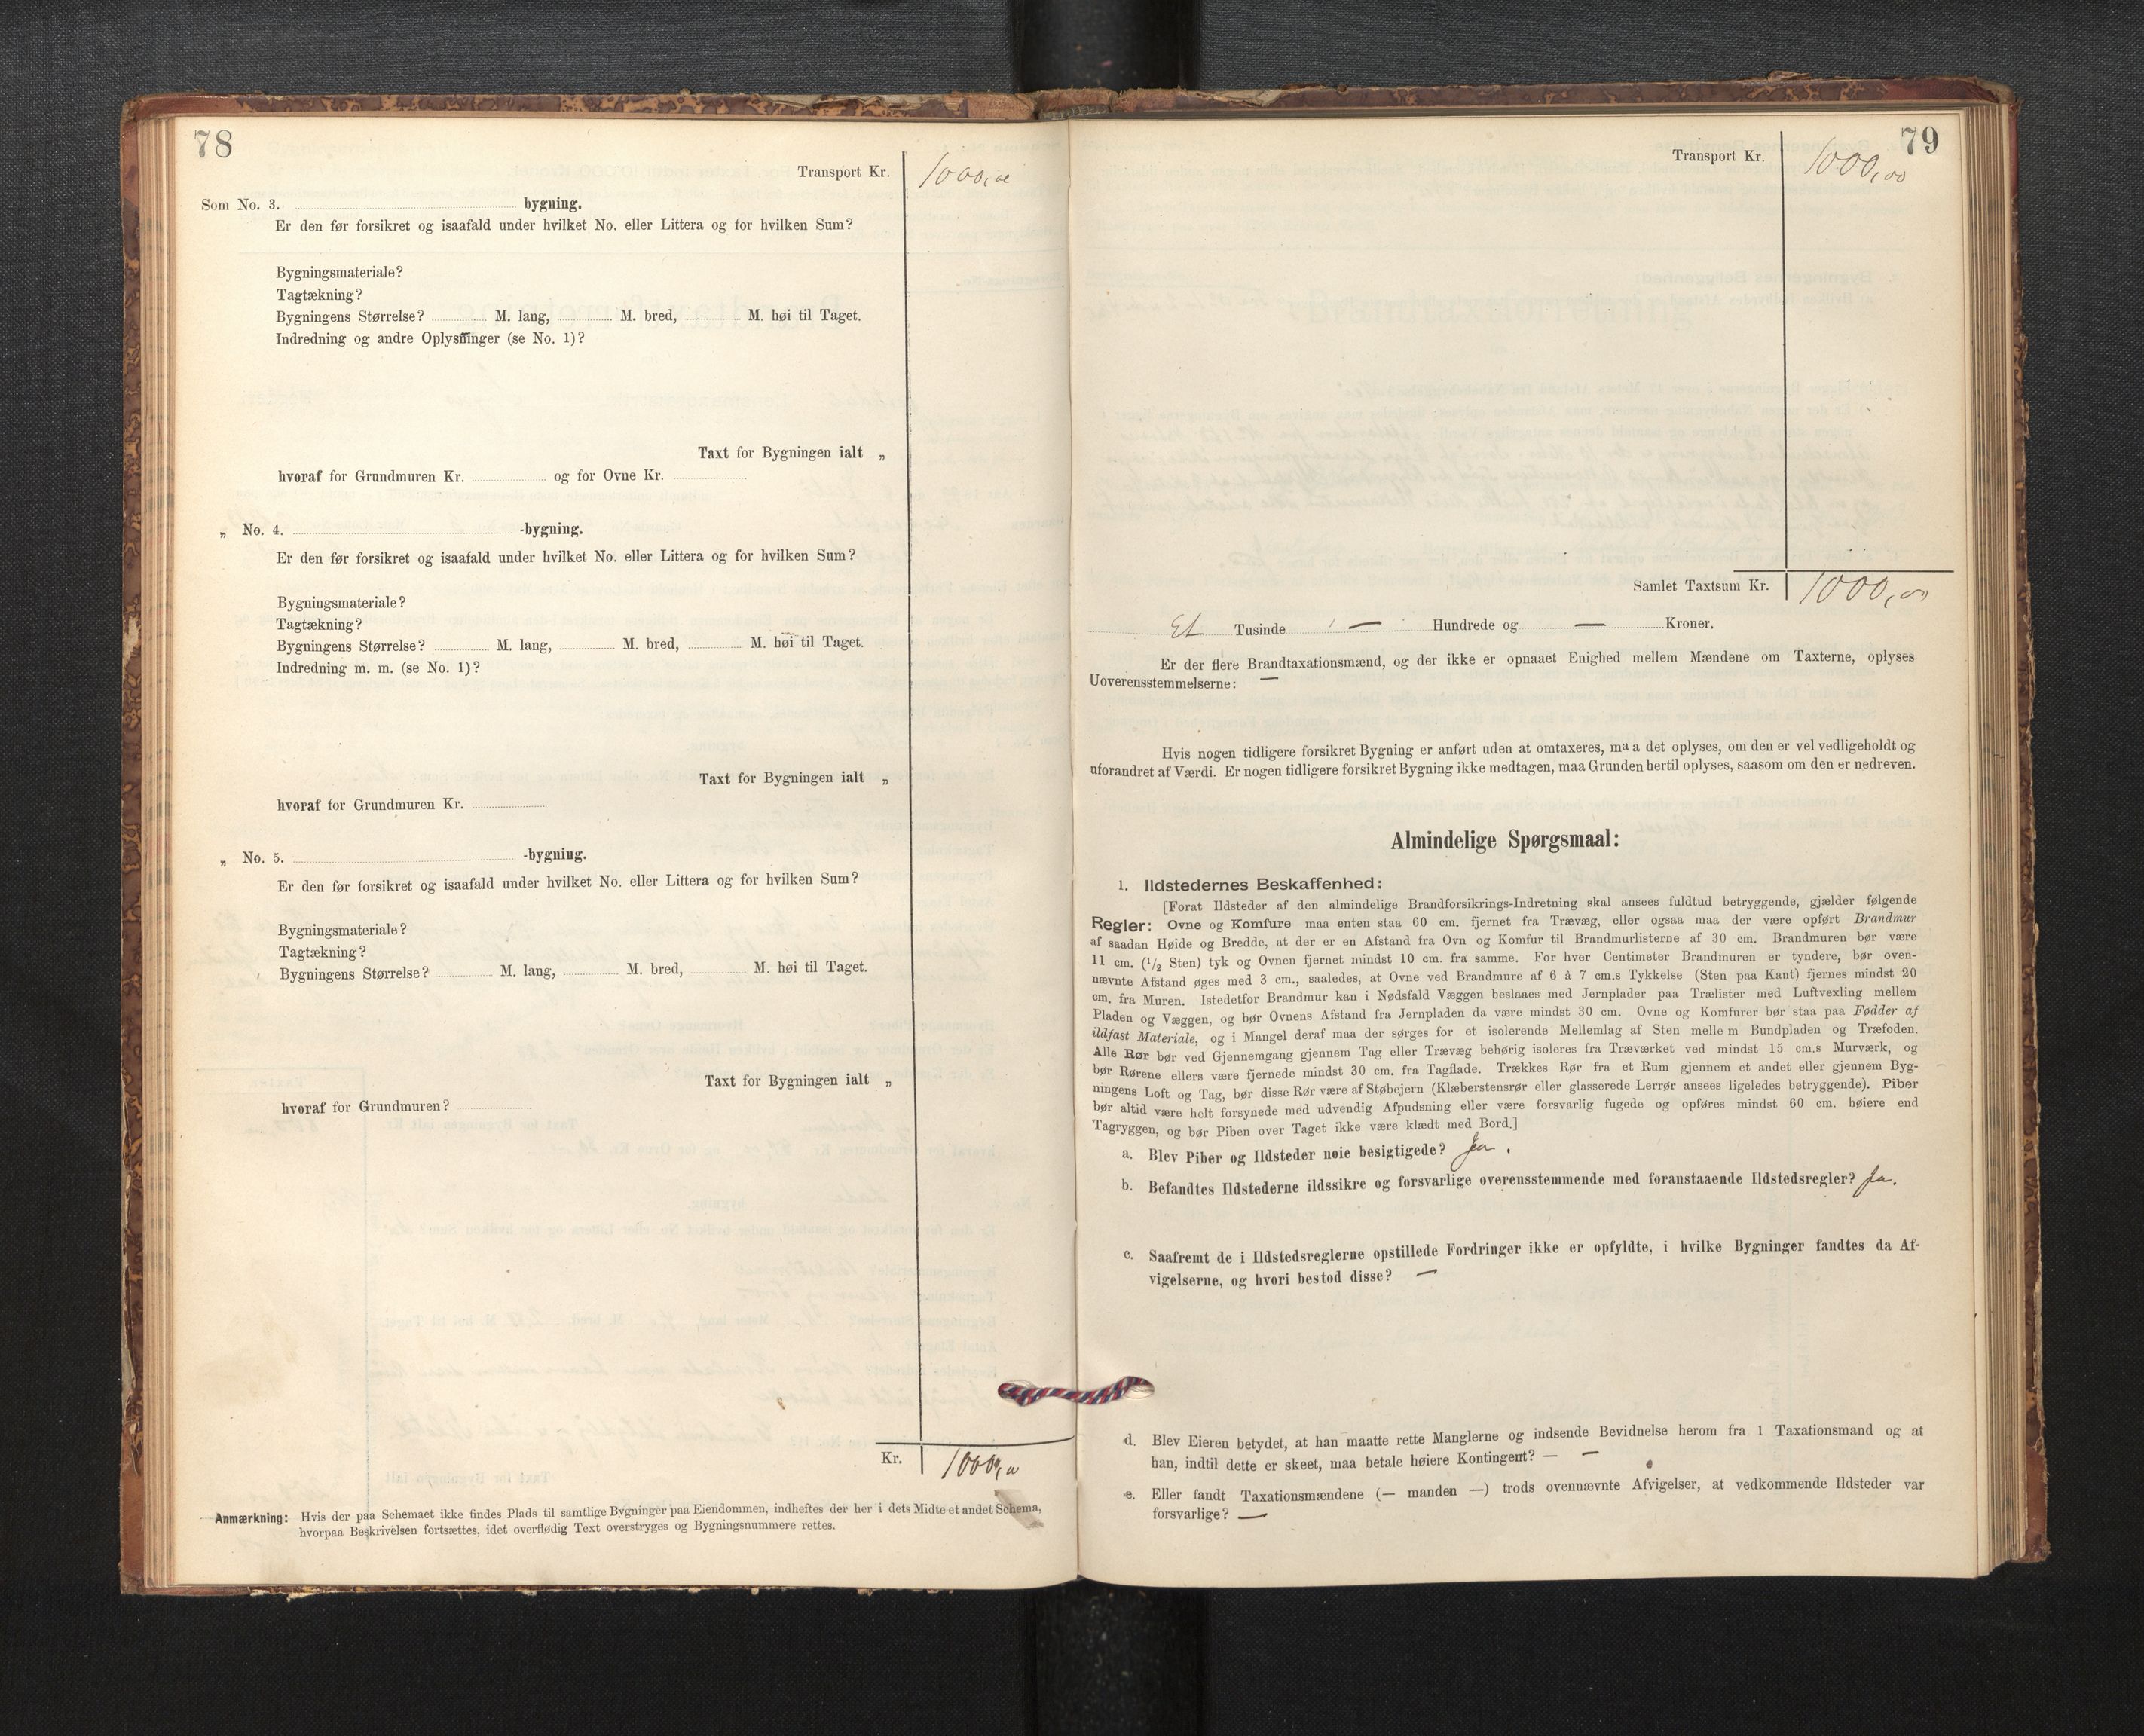 78
Transport Kr. 1000,00
Som No. 3. bygning.
Er den før forsikret og isaafald under hvilket No. eller Littera og for hvilken Sum?
Bygningsmateriale?
Tagtækning?
Bygningens Størrelse? M. lang, M. bred, M. høi til Taget.
Indredning og andre Oplysninger (se No. 1)?
Taxt for Bygningen ialt „
hvoraf for Grundmuren Kr. og for Ovne Kr.
„ No. 4. -bygning.
Er den før forsikret og isaafald under hvilket No. eller Littera og for hvilken Sum?
Bygningsmateriale?
Tagtækning?
Bygningens Størrelse? M. lang, M. bred, M. høi til Taget.
Indredning m. m. (se No. 1)?
Taxt for Bygningen ialt „
hvoraf for Grundmuren Kr.
„ No. 5. -bygning.
Er den før forsikret og isaafald under hvilket No. eller Littera og for hvilken Sum?
Bygningsmateriale?
Tagtækning?
Bygningens Størrelse? M. lang, M. bred, M. høi til Taget.
Taxt for Bygningen ialt „
hvoraf for Grundmuren?
Kr. 1000,00
Anmærkning: Hvis der paa Schemaet ikke findes Plads til samtlige Bygninger paa Eiendommen, indheftes der her i dets Midte et andet Schema,
hvorpaa Beskrivelsen fortsættes, idet overflødig Text overstryges og Bygningsnummere rettes.
79
Transport Kr. 1000,00
Samlet Taxtsum Kr. 1000,00
Et Tusinde — Hundrede og — Kroner.
Er der flere Brandtaxationsmænd, og der ikke er opnaaet Enighed mellem Mændene om Taxterne, oplyses
Uoverensstemmelserne: —
Hvis nogen tidligere forsikret Bygning er anført uden at omtaxeres, maa det oplyses, om den er vel vedligeholdt og
uforandret af Værdi. Er nogen tidligere forsikret Bygning ikke medtagen, maa Grunden hertil oplyses, saasom om den er nedreven.
Almindelige Spørgsmaal:
1. Ildstedernes Beskaffenhed:
[Forat Ildsteder af den almindelige Brandforsikrings-Indretning skal ansees fuldtud betryggende, gjælder følgende
Regler: Ovne og Komfure maa enten staa 60 cm. fjernet fra Trævæg, eller ogsaa maa der være opført Brandmur
af saadan Høide og Bredde, at der er en Afstand fra Ovn og Komfur til Brandmurlisterne af 30 cm. Brandmuren bør være
11 cm. (1/2 Sten) tyk og Ovnen fjernet mindst 10 cm. fra samme. For hver Centimeter Brandmuren er tyndere, bør oven-
nævnte Afstand øges med 3 cm., saaledes, at Ovne ved Brandmure af 6 à 7 cm.s Tykkelse (Sten paa Kant) fjernes mindst 20
cm. fra Muren. Istedetfor Brandmur kan i Nødsfald Væggen beslaaes med Jernplader paa Trælister med Luftvexling mellem
Pladen og Væggen, og bør Ovnens Afstand fra Jernpladen da være mindst 30 cm. Ovne og Komfurer bør staa paa Fødder af
ildfast Materiale, og i Mangel deraf maa der sørges for et isolerende Mellemlag af Sten mellem Bundpladen og Træfoden.
Alle Rør bør ved Gjennemgang gjennem Tag eller Trævæg behørig isoleres fra Træværket ved mindst 15 cm.s Murværk, og
bør Rørene ellers være fjernede mindst 30 cm. fra Tagflade. Trækkes Rør fra et Rum gjennem et andet eller gjennem Byg-
ningens Loft og Tag, bør disse Rør være af Støbejern (Klæberstensrør eller glasserede Lerrør ansees ligeledes betryggende). Piber
bør altid være helt forsynede med udvendig Afpudsning eller være forsvarlig fugede og opføres mindst 60 cm. høiere end
Tagryggen, og bør Piben over Taget ikke være klædt med Bord.]
a. Blev Piber og Ildsteder nøie besigtigede? Ja.
b. Befandtes Ildstederne ildssikre og forsvarlige overensstemmende med foranstaaende Ildstedsregler? Ja.
c. Saafremt de i Ildstedsreglerne opstillede Fordringer ikke er opfyldte, i hvilke Bygninger fandtes da Af-
vigelserne, og hvori bestod disse? —
d. Blev Eieren betydet, at han maatte rette Manglerne og indsende Bevidnelse herom fra 1 Taxationsmand og at
han, indtil dette er skeet, maa betale høiere Kontingent? — —
e. Eller fandt Taxationsmændene (— manden —) trods ovennævnte Afvigelser, at vedkommende Ildsteder var
forsvarlige? —